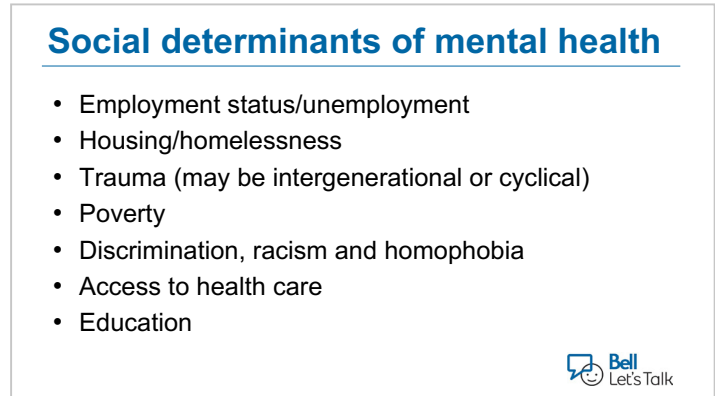 Social determinants of mental health
• Employment status/unemployment
• Housing/homelessness
• Trauma (may be intergenerational or cyclical)
• Poverty
• Discrimination, racism and homophobia
• Access to health care
• Education
Bell
Let's Talk